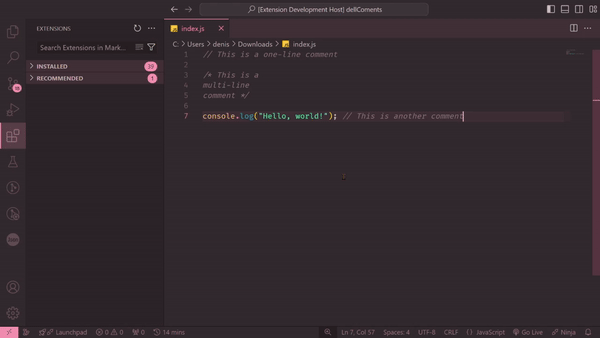 [Extension Development Host] dellComents
EXTENSIONS
Search Extensions in Mark...
INSTALLED 39
RECOMMENDED 1
index.js
C: > Users > denis > Downloads > index.js
1 // This is a one-line comment
2
3 /* This is a
4 multi-line
5 comment */
6
7 console.log("Hello, world!"); // This is another comment
Launchpad
0 0
0
14 mins
Ln 7, Col 57
Spaces: 4
UTF-8
CRLF
{} JavaScript
Go Live
Ninja